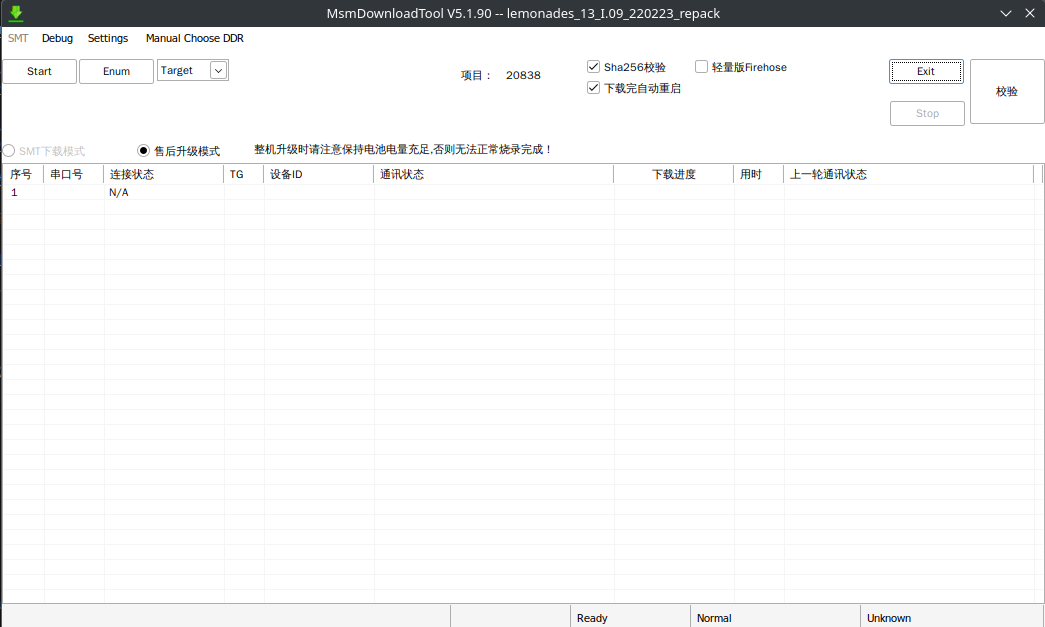 MsmDownloadTool V5.1.90 -- lemonades_13_I.09_220223_repack
SMT Debug Settings Manual Choose DDR
Start Enum Target 项目： 20838 Sha256校验 轻量版Firehose Exit
下载完自动重启 校验
Stop
SMT下载模式 售后升级模式 整机升级时请注意保持电池电量充足,否则无法正常烧录完成！
序号 串口号 连接状态 TG 设备ID 通讯状态 下载进度 用时 上一轮通讯状态
1 N/A
Ready Normal Unknown